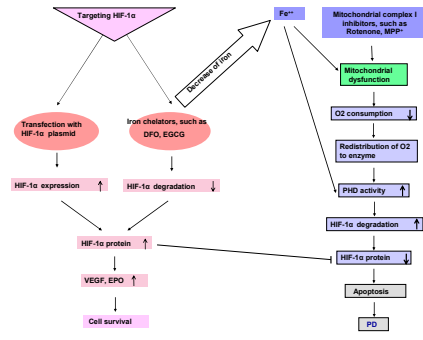 Targeting HIF-1α
Fe++
Mitochondrial complex I
inhibitors, such as
Rotenone, MPP+
Decrease of iron
Mitochondrial
dysfunction
O2 consumption ↓
Transfection with
HIF-1α plasmid
Iron chelators, such as
DFO, EGCG
Redistribution of O2
to enzyme
HIF-1α expression ↑
HIF-1α degradation ↓
PHD activity ↑
HIF-1α degradation ↑
HIF-1α protein ↑
HIF-1α protein ↓
VEGF, EPO ↑
Apoptosis
Cell survival
PD